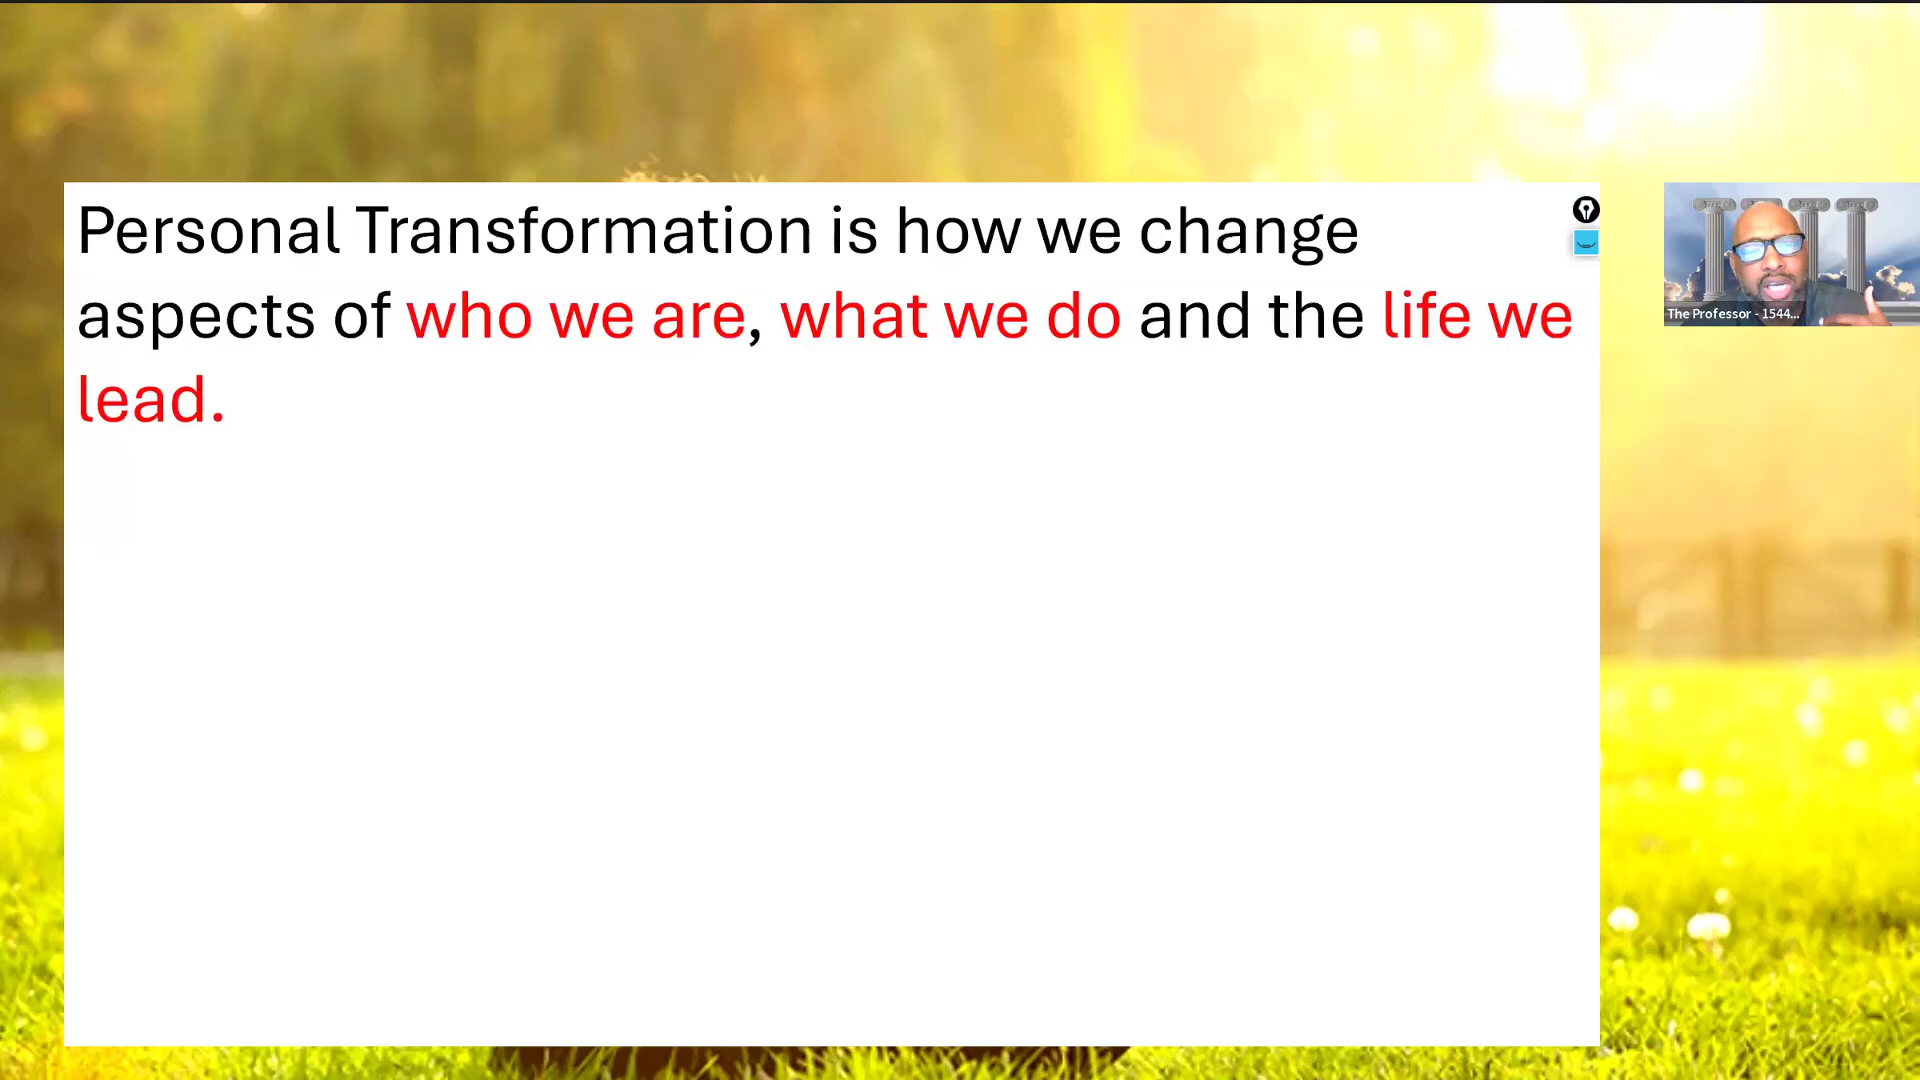 Personal Transformation is how we change
aspects of who we are, what we do and the life we
lead.
The Professor - 1544...